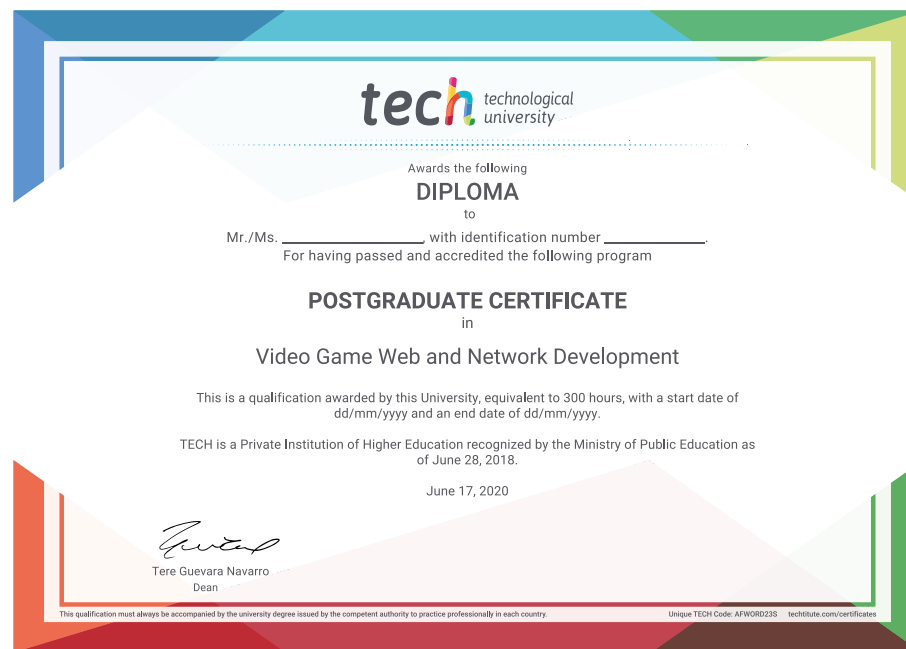 tech technological
university
Awards the following
DIPLOMA
to
Mr./Ms. ____________, with identification number ____________.
For having passed and accredited the following program
POSTGRADUATE CERTIFICATE
in
Video Game Web and Network Development
This is a qualification awarded by this University, equivalent to 300 hours, with a start date of
dd/mm/yyyy and an end date of dd/mm/yyyy.
TECH is a Private Institution of Higher Education recognized by the Ministry of Public Education as
of June 28, 2018.
June 17, 2020
Tere Guevara Navarro
Dean
This qualification must always be accompanied by the university degree issued by the competent authority to practice professionally in each country. Unique TECH Code: AFWORD23S techtitute.com/certificates